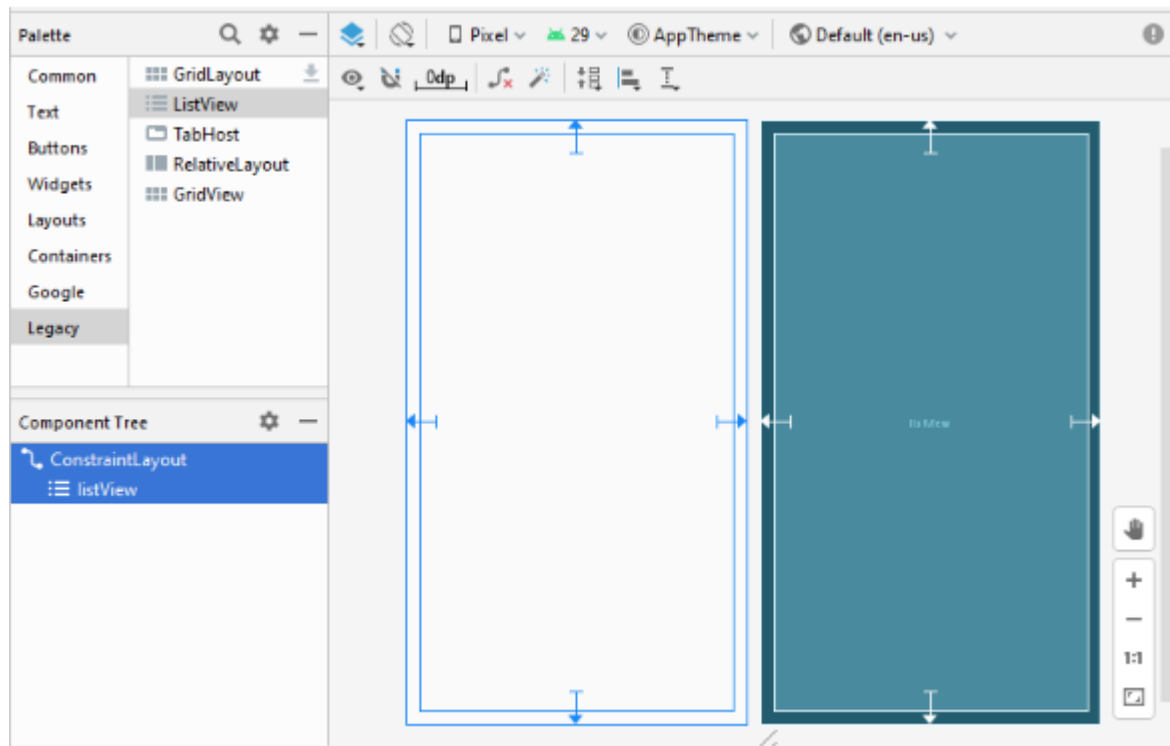 Palette
Pixel
29
AppTheme
Default (en-us)
Common
Text
Buttons
Widgets
Layouts
Containers
Google
Legacy
GridLayout
ListView
TabHost
RelativeLayout
GridView
0dp
Component Tree
ConstraintLayout
listView
1:1